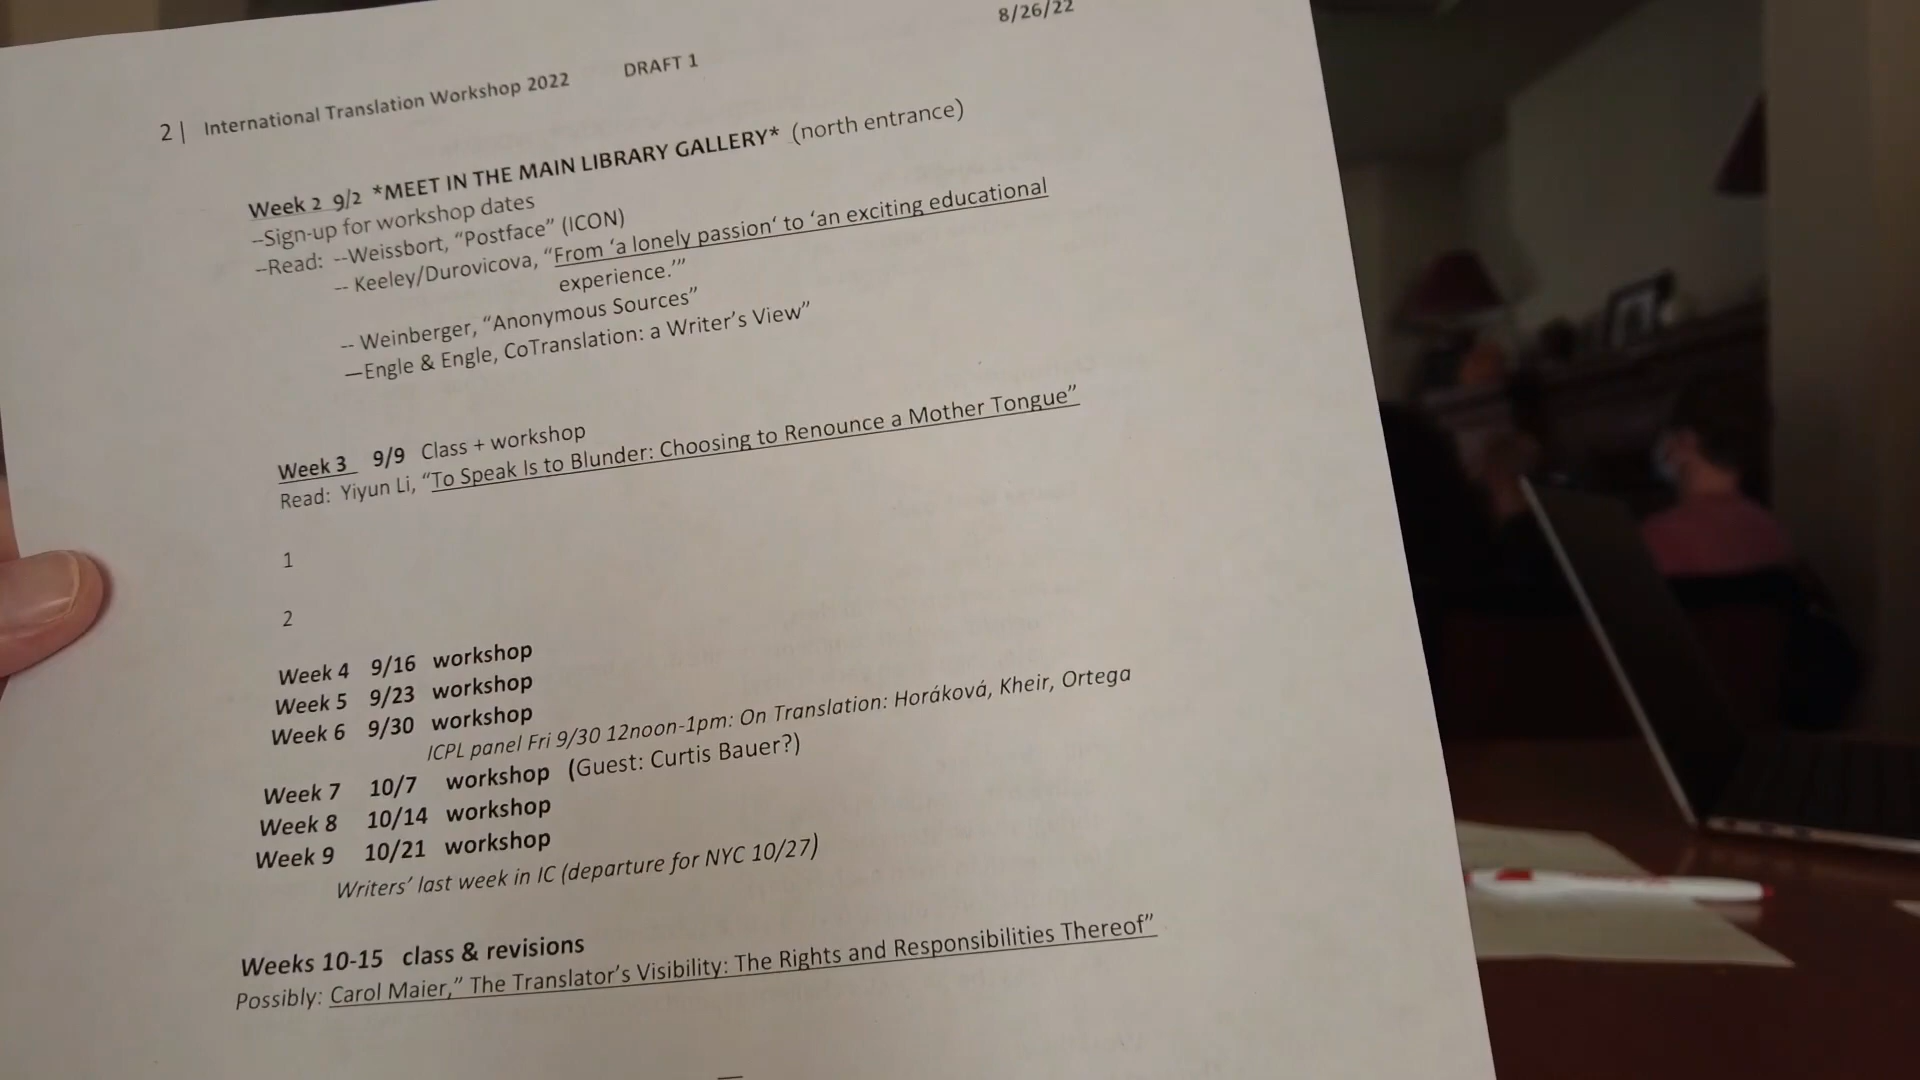 8/26/22
2| International Translation Workshop 2022 DRAFT 1
Week 2 9/2 *MEET IN THE MAIN LIBRARY GALLERY* (north entrance)
--Sign-up for workshop dates
--Read: --Weissbort, “Postface” (ICON)
-- Keeley/Durovicova, “From ‘a lonely passion‘ to ‘an exciting educational
experience.’”
-- Weinberger, “Anonymous Sources”
—Engle & Engle, CoTranslation: a Writer’s View”
Week 3 9/9 Class + workshop
Read: Yiyun Li, “To Speak Is to Blunder: Choosing to Renounce a Mother Tongue”
1
2
Week 4 9/16 workshop
Week 5 9/23 workshop
Week 6 9/30 workshop
ICPL panel Fri 9/30 12noon-1pm: On Translation: Horáková, Kheir, Ortega
Week 7 10/7 workshop (Guest: Curtis Bauer?)
Week 8 10/14 workshop
Week 9 10/21 workshop
Writers’ last week in IC (departure for NYC 10/27)
Weeks 10-15 class & revisions
Possibly: Carol Maier,” The Translator’s Visibility: The Rights and Responsibilities Thereof”